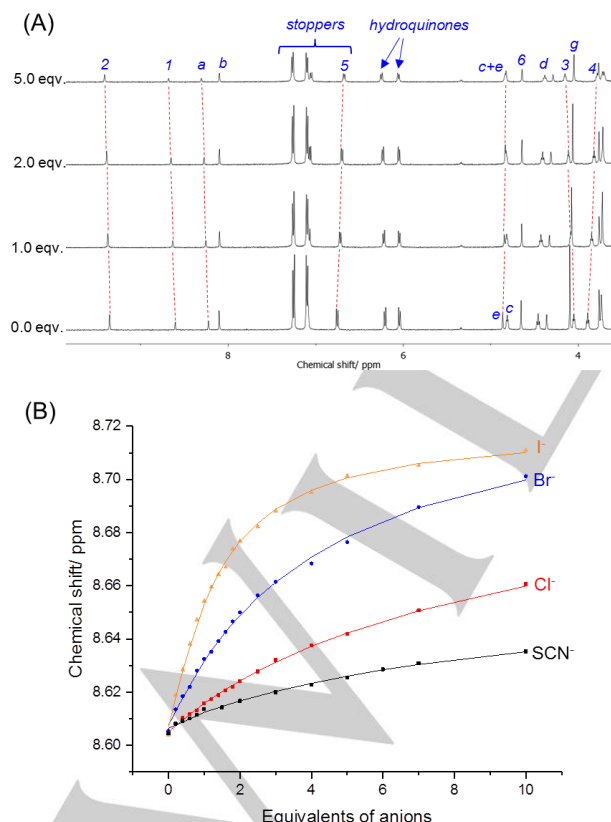 (A)
stoppers hydroquinones
2 1 a b 5 c+e 6 d 3 g 4
5.0 eqv.
2.0 eqv.
1.0 eqv.
0.0 eqv.
e c
8 6 4
Chemical shift/ ppm
(B)
8.72
8.70
8.68
8.66
8.64
8.62
8.60
Chemical shift/ ppm
I⁻
Br⁻
Cl⁻
SCN⁻
0 2 4 6 8 10
Equivalents of anions